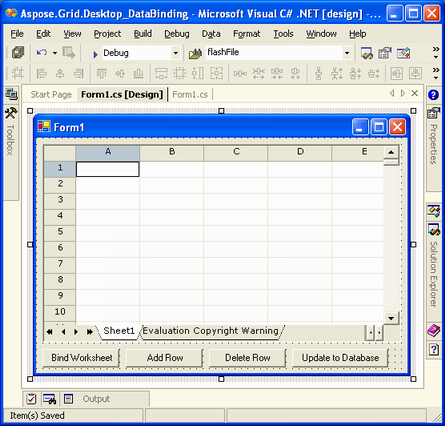 Aspose.Grid.Desktop_DataBinding - Microsoft Visual C# .NET [design] - ...
File Edit View Project Build Debug Data Format Tools Window
Debug flashFile
Start Page Form1.cs [Design] Form1.cs
Toolbox
Properties
Solution Explorer
Form1
A B C D E
1
2
3
4
5
6
7
8
9
10
Sheet1 Evaluation Copyright Warning
Bind Worksheet Add Row Delete Row Update to Database
Output
Item(s) Saved